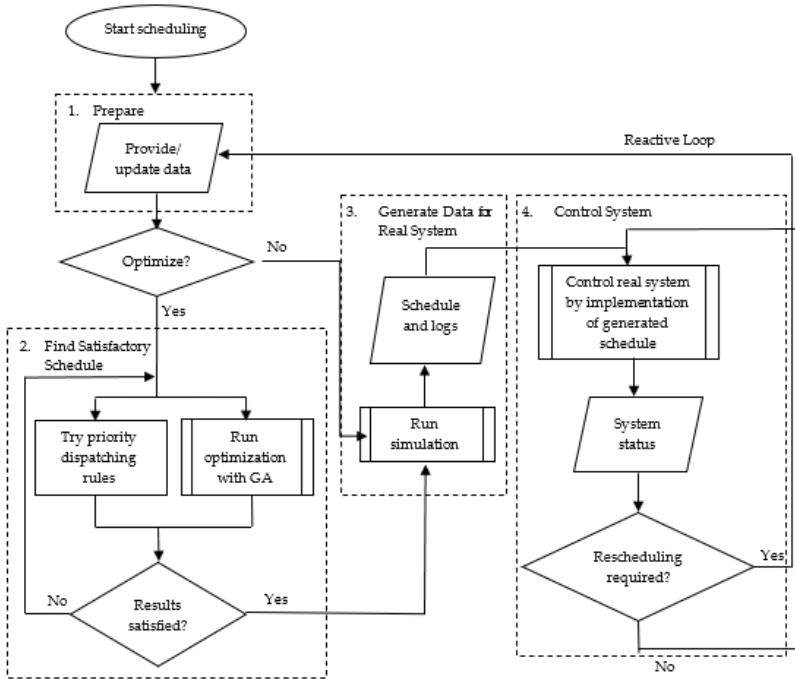 Start scheduling
1. Prepare
Provide/
update data
Reactive Loop
Optimize?
No
Yes
2. Find Satisfactory
Schedule
Try priority
dispatching
rules
Run
optimization
with GA
Results
satisfied?
No
Yes
3. Generate Data for
Real System
Schedule
and logs
Run
simulation
4. Control System
Control real system
by implementation
of generated
schedule
System
status
Rescheduling
required?
Yes
No